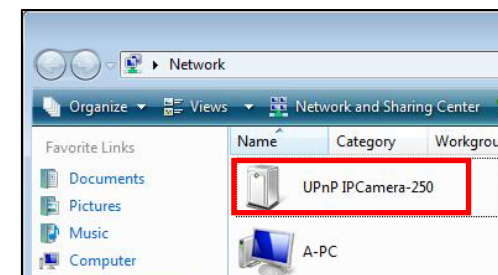 Network
Organize Views Network and Sharing Center
Favorite Links
Name Category Workgrou
Documents
UPnP IPCamera-250
Pictures
Music
A-PC
Computer